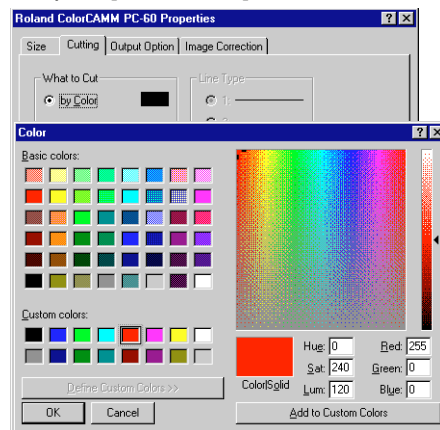 Roland ColorCAMM PC-60 Properties
Size Cutting Output Option Image Correction
What to Cut Line Type
by Color 1:
Color
Basic colors:
Custom colors:
Define Custom Colors >>
OK Cancel
Color|Solid
Hue: 0 Red: 255
Sat: 240 Green: 0
Lum: 120 Blue: 0
Add to Custom Colors